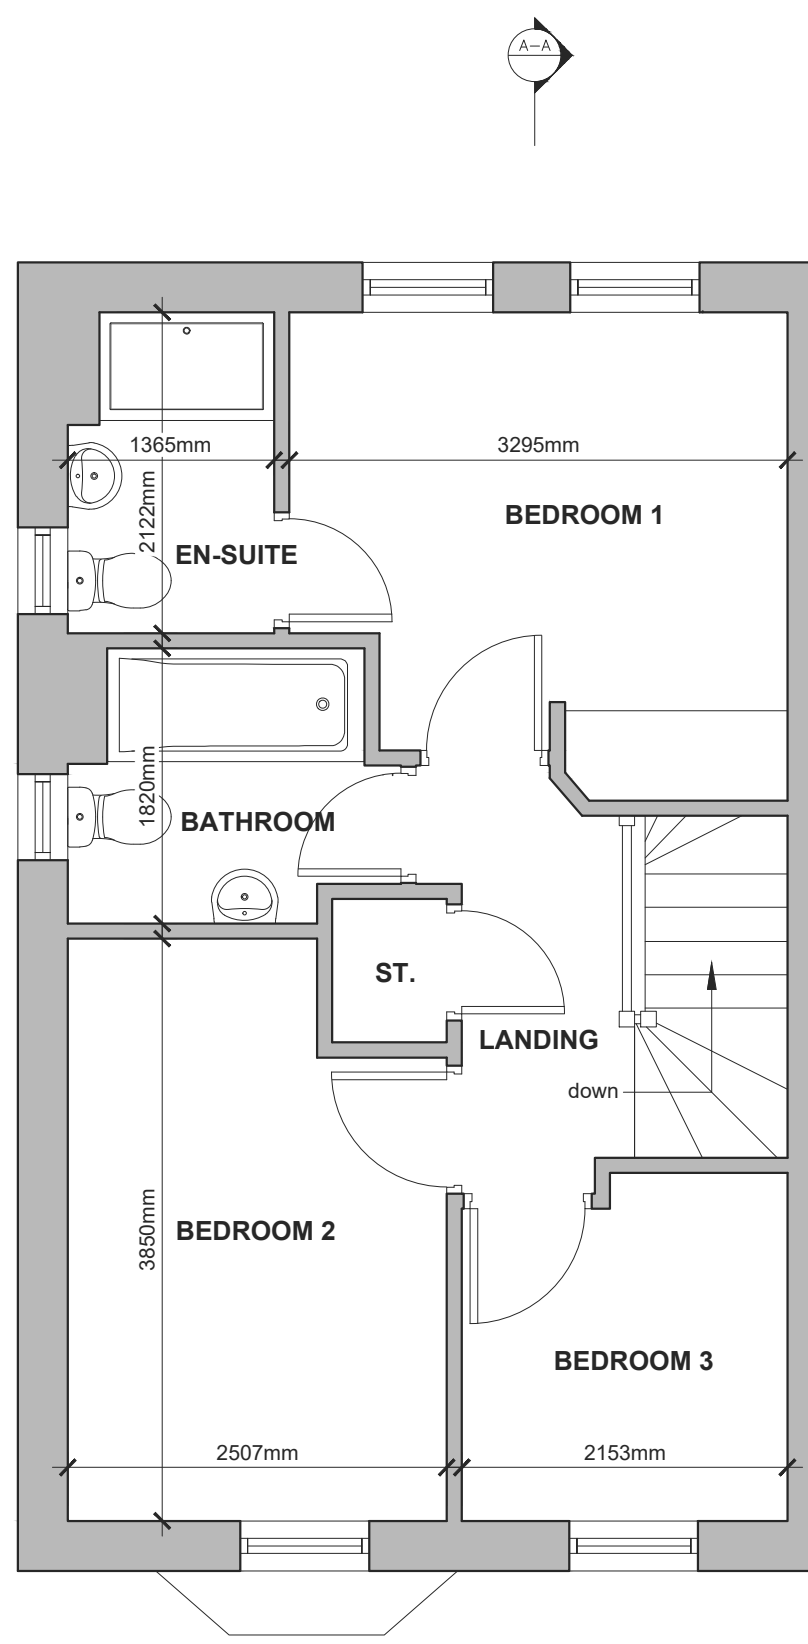 A-A
1365mm
3295mm
2122mm
EN-SUITE
BEDROOM 1
1820mm
BATHROOM
ST.
LANDING
down
3850mm
BEDROOM 2
BEDROOM 3
2507mm
2153mm